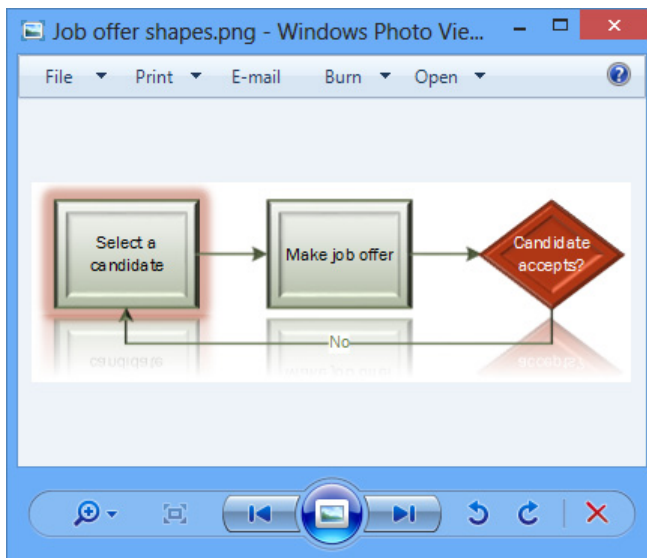 Job offer shapes.png - Windows Photo Vie...
File Print E-mail Burn Open
Select a
candidate
Make job offer
Candidate
accepts?
No